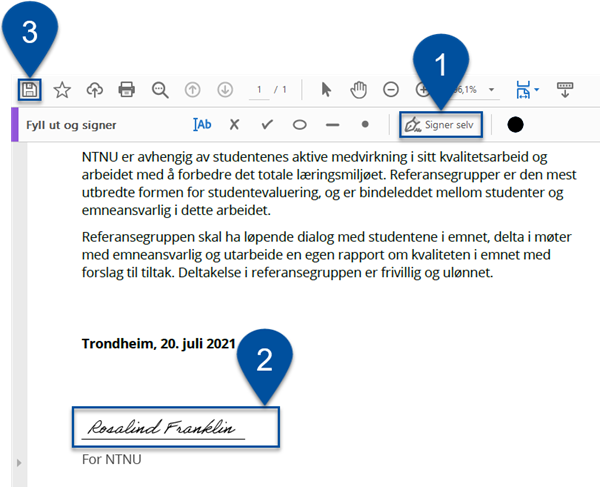 3
1
1 / 1
6,1%
Fyll ut og signer
Ab
Signer selv
NTNU er avhengig av studentenes aktive medvirkning i sitt kvalitetsarbeid og
arbeidet med å forbedre det totale læringsmiljøet. Referansegrupper er den mest
utbredte formen for studentevaluering, og er bindeleddet mellom studenter og
emneansvarlig i dette arbeidet.
Referansegruppen skal ha løpende dialog med studentene i emnet, delta i møter
med emneansvarlig og utarbeide en egen rapport om kvaliteten i emnet med
forslag til tiltak. Deltakelse i referansegruppen er frivillig og ulønnet.
Trondheim, 20. juli 2021
2
Rosalind Franklin
For NTNU